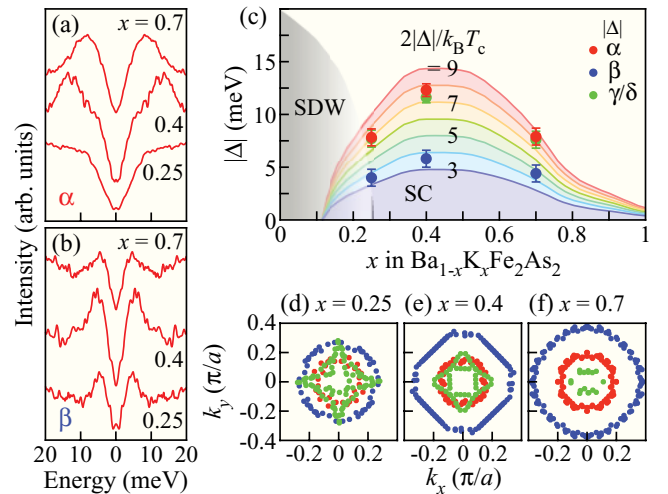 (a)
x = 0.7
0.4
0.25
α
(b)
x = 0.7
0.4
0.25
β
Intensity (arb. units)
20 10 0 10 20
Energy (meV)
(c)
2|Δ|/kBTc
= 9
7
5
3
|Δ|
α
β
γ/δ
SDW
SC
15
10
5
0
|Δ| (meV)
0 0.2 0.4 0.6 0.8 1
x in Ba1-xKxFe2As2
(d) x = 0.25
(e) x = 0.4
(f) x = 0.7
0.4
0.2
0
-0.2
-0.4
ky (π/a)
-0.2 0 0.2
-0.2 0 0.2
-0.2 0 0.2
kx (π/a)